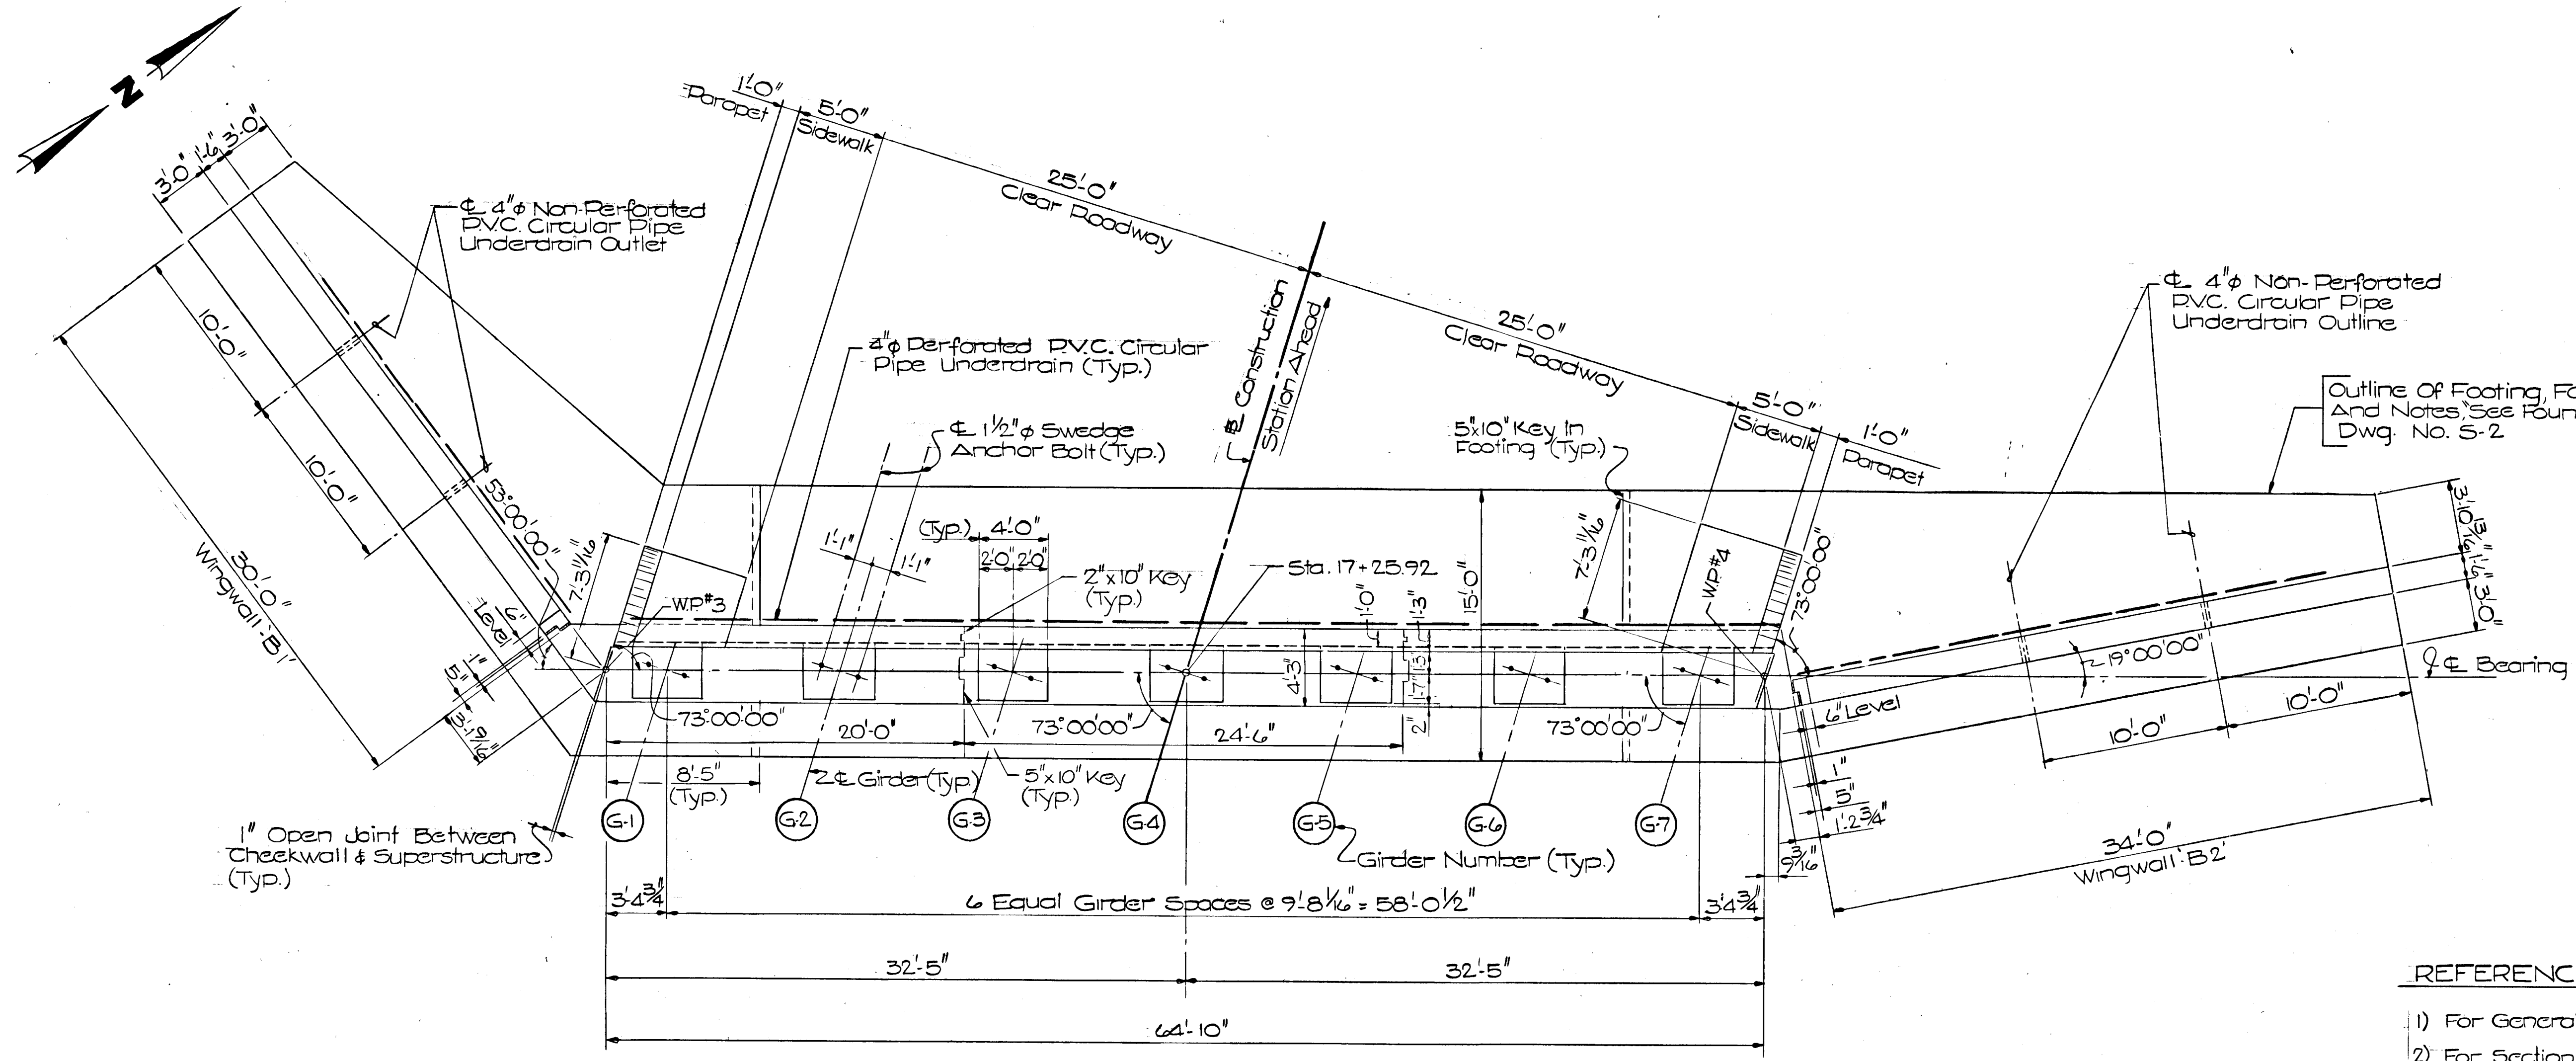 N
1'-0"
Parapet
5'-0"
Sidewalk
25'-0"
Clear Roadway
25'-0"
Clear Roadway
5'-0"
Sidewalk
1'-0"
Parapet
3'-0"
1'-6"
3'-0"
℄ 4"φ Non-Perforated
P.V.C. Circular Pipe
Underdrain Outlet
10'-0"
10'-0"
30'-0"
Wingwall 'B1'
53°00'00"
7'-3 11/16"
Level
6"
1"
5"
3'-1 9/16"
4"φ Perforated P.V.C. Circular
Pipe Underdrain (Typ.)
℄ 1 1/2"φ Swedge
Anchor Bolt (Typ.)
1'-1"
1'-1"
(Typ.)
4'-0"
2'-0"
2'-0"
2"x10" Key
(Typ.)
W.P.#3
℄ Construction
Station Ahead
Sta. 17+25.92
5"x10" Key In
Footing (Typ.)
15'-0"
7'-3 11/16"
W.P.#4
73°00'00"
1'-0"
1'-3"
4'-3"
1'-3"
1'-7"
2"
℄ 4"φ Non-Perforated
P.V.C. Circular Pipe
Underdrain Outline
Outline Of Footing, Fo
And Notes, See Foun
Dwg. No. S-2
3'-10 13/16"
1'-6"
3'-0"
19°00'00"
℄ Bearing
6" Level
10'-0"
10'-0"
1"
5"
1'-2 3/4"
9 3/16"
34'-0"
Wingwall 'B2'
73°00'00"
73°00'00"
73°00'00"
20'-0"
24'-6"
8'-5"
(Typ.)
℄ Girder (Typ.)
5"x10" Key
(Typ.)
1" Open Joint Between
Cheekwall & Superstructure
(Typ.)
G-1
G-2
G-3
G-4
G-5
G-6
G-7
Girder Number (Typ.)
3'-4 3/4"
6 Equal Girder Spaces @ 9'-8 1/16" = 58'-0 1/2"
3'4 3/4"
32'-5"
32'-5"
64'-10"
REFERENC
1) For Genera
2) For Section